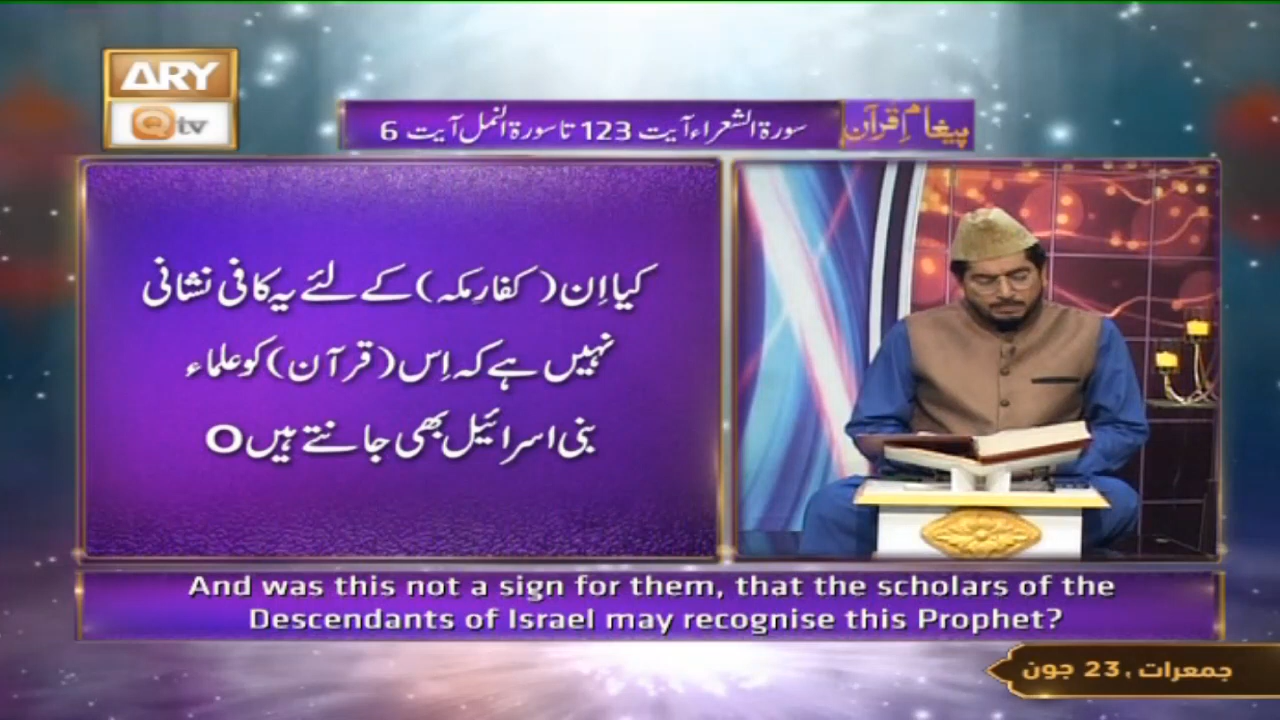 ARY
Qtv
پیغامِ قرآن
سورۃ الشعراء آیت 123 تا سورۃ النمل آیت 6
کیا اِن (کفارِ مکہ) کے لئے یہ کافی نشانی
نہیں ہے کہ اِس (قرآن) کو علماء
بنی اسرائیل بھی جانتے ہیںO
And was this not a sign for them, that the scholars of the
Descendants of Israel may recognise this Prophet?
جمعرات، 23 جون